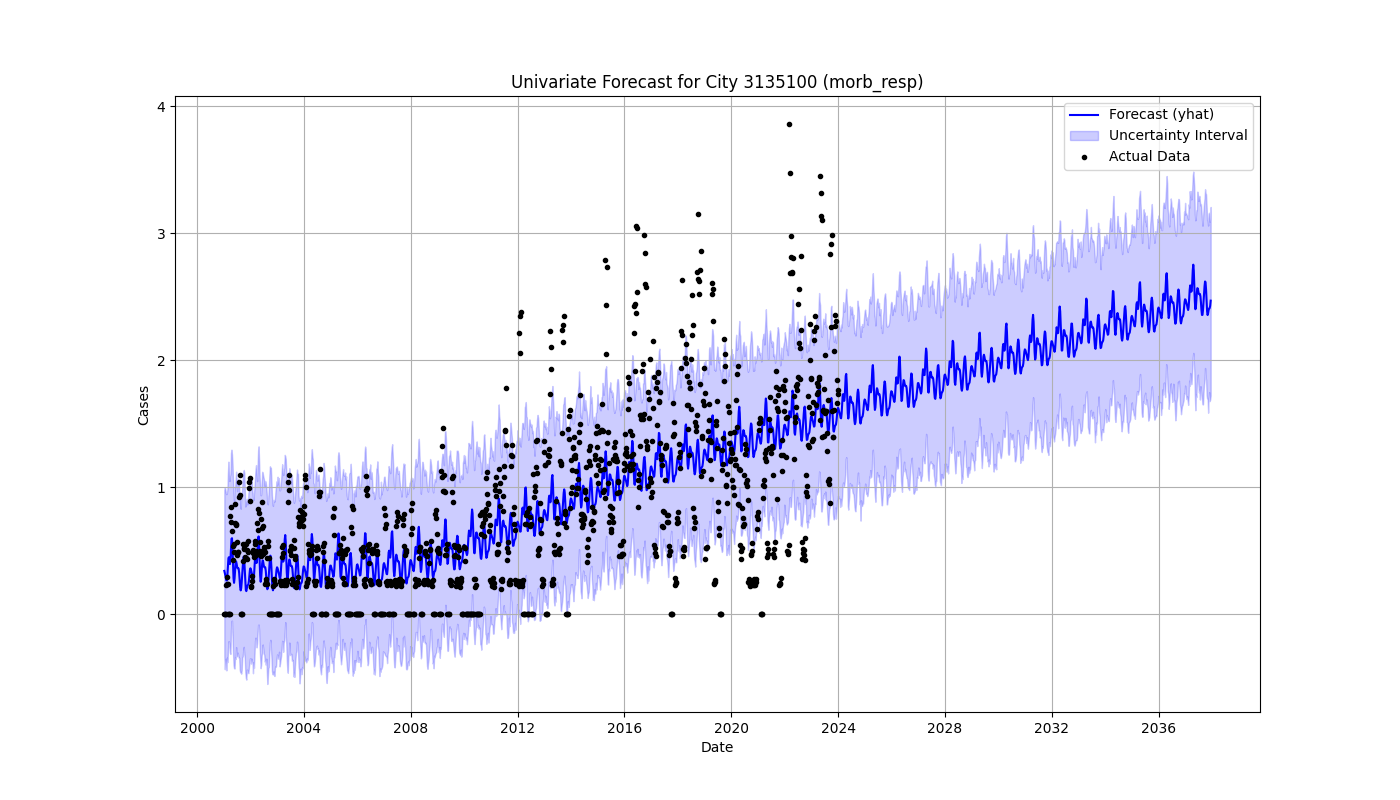 Univariate Forecast for City 3135100 (morb_resp)
Forecast (yhat)
Uncertainty Interval
Actual Data
Cases
4
3
2
1
0
2000 2004 2008 2012 2016 2020 2024 2028 2032 2036
Date